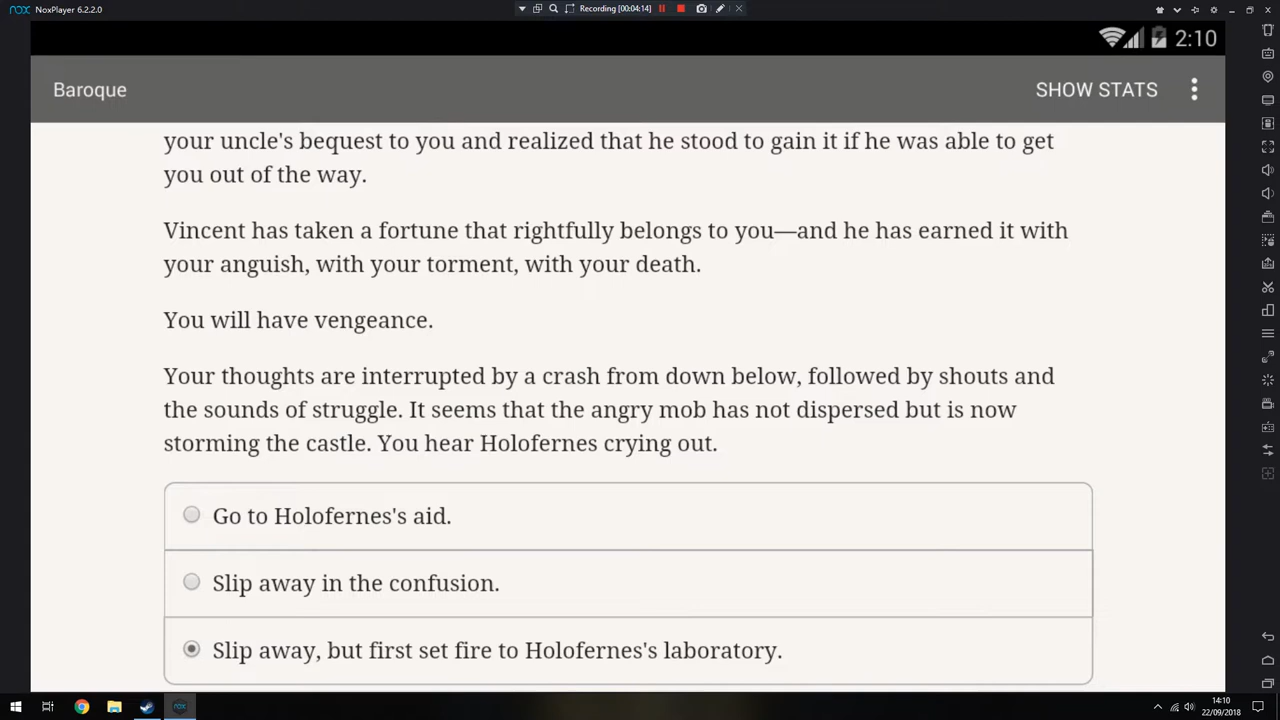 NoxPlayer 6.2.2.0
Recording [00:04:14]
2:10
Baroque
SHOW STATS
your uncle's bequest to you and realized that he stood to gain it if he was able to get
you out of the way.
Vincent has taken a fortune that rightfully belongs to you—and he has earned it with
your anguish, with your torment, with your death.
You will have vengeance.
Your thoughts are interrupted by a crash from down below, followed by shouts and
the sounds of struggle. It seems that the angry mob has not dispersed but is now
storming the castle. You hear Holofernes crying out.
Go to Holofernes's aid.
Slip away in the confusion.
Slip away, but first set fire to Holofernes's laboratory.
14:10
22/09/2018